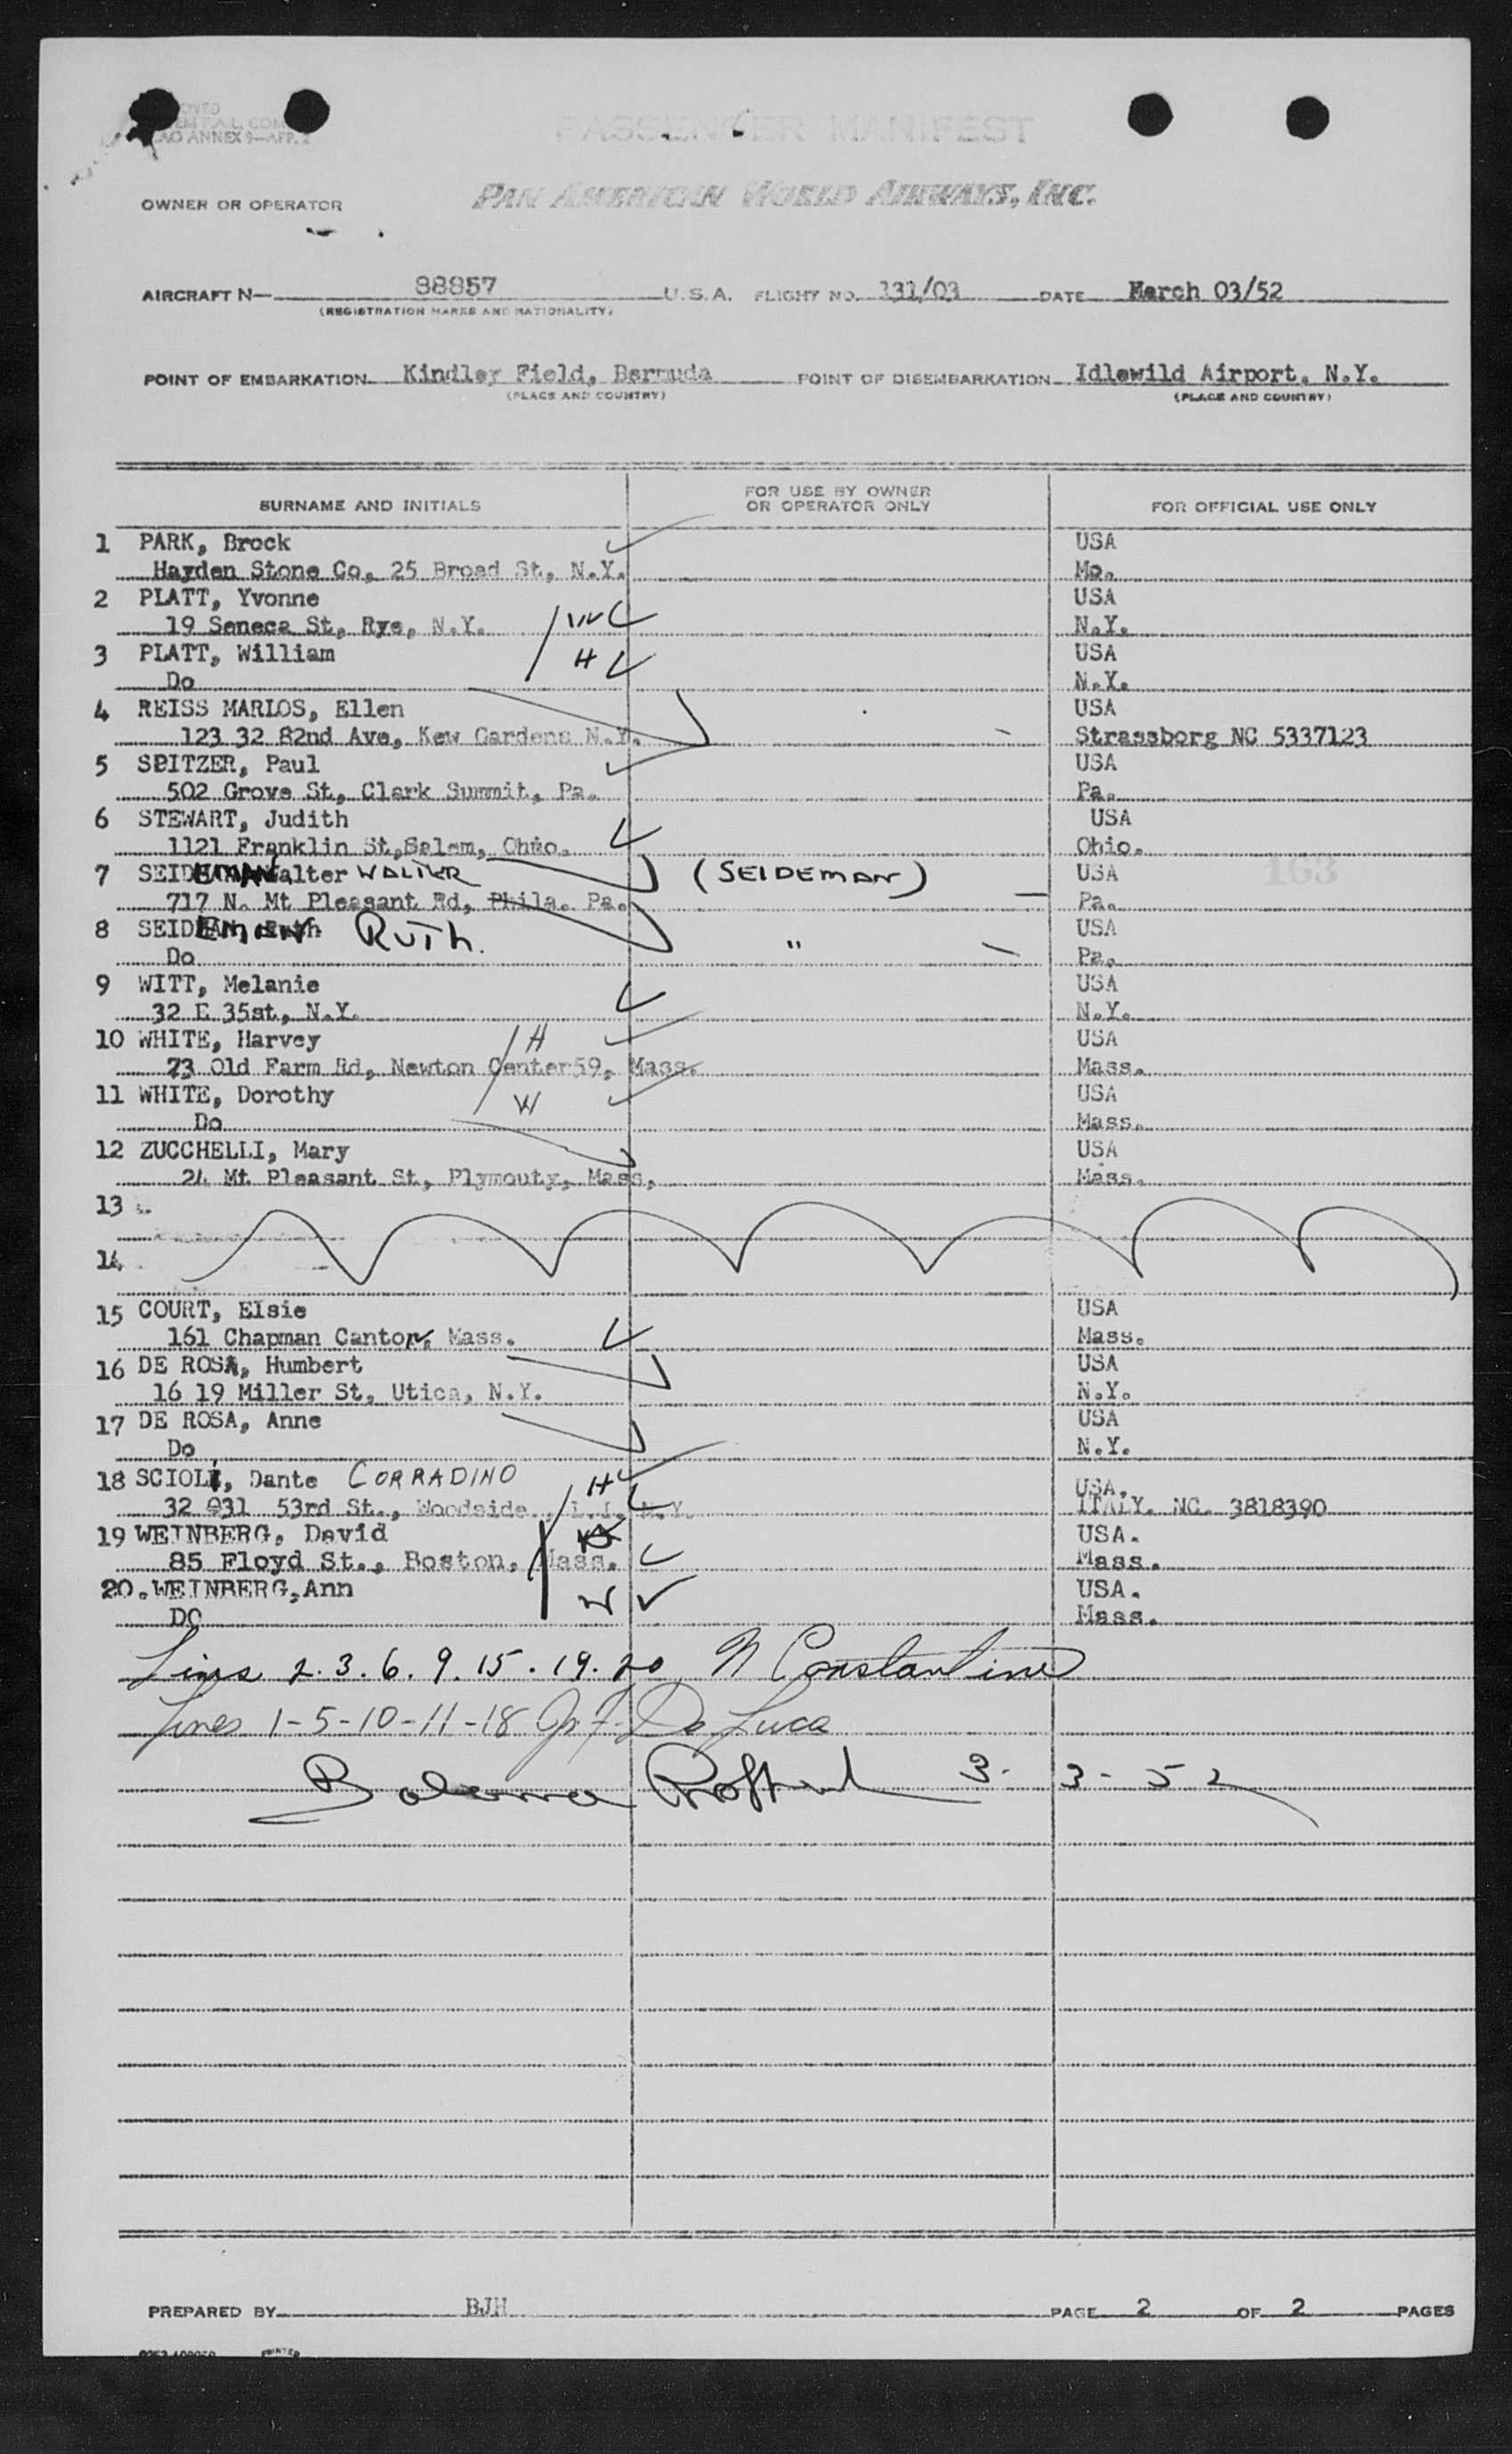 PASSENGER MANIFEST
ANNEX 9—APP. 2
OWNER OR OPERATOR PAN AMERICAN WORLD AIRWAYS, INC.
AIRCRAFT N— 88857 U.S.A. FLIGHT NO. 131/03 DATE March 03/52
(REGISTRATION MARKS AND NATIONALITY)
POINT OF EMBARKATION Kindley Field, Bermuda POINT OF DISEMBARKATION Idlewild Airport, N.Y.
(PLACE AND COUNTRY) (PLACE AND COUNTRY)
SURNAME AND INITIALS FOR USE BY OWNER OR OPERATOR ONLY FOR OFFICIAL USE ONLY
1 PARK, Brock USA
Hayden Stone Co, 25 Broad St, N.Y. Mo.
2 PLATT, Yvonne USA
19 Seneca St, Rye, N.Y. W N.Y.
3 PLATT, William H USA
Do N.Y.
4 REISS MARLOS, Ellen USA
123 32 82nd Ave, Kew Gardens N.Y. Strassborg NC 5337123
5 SPITZER, Paul USA
502 Grove St, Clark Summit, Pa. Pa.
6 STEWART, Judith USA
1121 Franklin St,Salem, Ohio. Ohio.
7 SEIDEMAN, Walter WALTER (SEIDEMAN) USA
163
717 N. Mt Pleasant Rd, Phila. Pa. Pa.
8 SEIDEMAN Ruth RUTH. " USA
Do Pa.
9 WITT, Melanie USA
32 E 35st, N.Y. N.Y.
10 WHITE, Harvey H USA
73 Old Farm Rd, Newton Center59, Mass. Mass.
11 WHITE, Dorothy W USA
Do Mass.
12 ZUCCHELLI, Mary USA
24 Mt Pleasant St, Plymouty, Mass, Mass.
13
14
15 COURT, Elsie USA
161 Chapman Canton, Mass. Mass.
16 DE ROSA, Humbert USA
16 19 Miller St, Utica, N.Y. N.Y.
17 DE ROSA, Anne USA
Do N.Y.
18 SCIOLI, Dante CORRADINO H USA.
32 031 53rd St., Woodside., L.I. N.Y. ITALY. NC. 3818390
19 WEINBERG, David USA.
85 Floyd St., Boston, Mass. Mass.
20. WEINBERG,Ann W USA.
DO Mass.
Lines 2. 3. 6. 9. 15. 19. 20 N Constantine
Lines 1-5-10-11-18 De Luca
3-3-52
PREPARED BY BJH PAGE 2 OF 2 PAGES